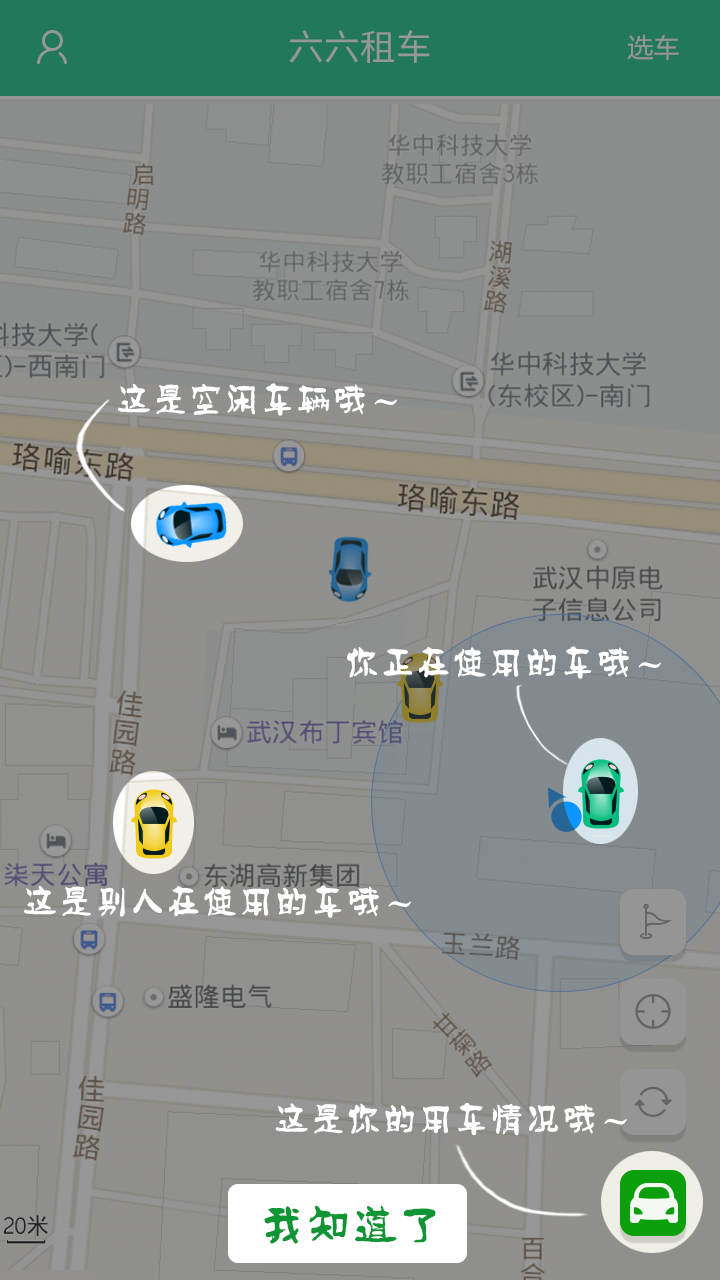 六六租车
选车
华中科技大学
教职工宿舍3栋
启明路
湖溪路
华中科技大学
教职工宿舍7栋
科技大学(
)-西南门
华中科技大学
(东校区)-南门
这是空闲车辆哦~
珞喻东路
珞喻东路
武汉中原电
子信息公司
你正在使用的车哦~
佳园路
武汉布丁宾馆
柒天公寓
东湖高新集团
这是别人在使用的车哦~
玉兰路
盛隆电气
甘菊路
佳园路
这是你的用车情况哦~
我知道了
20米
百合